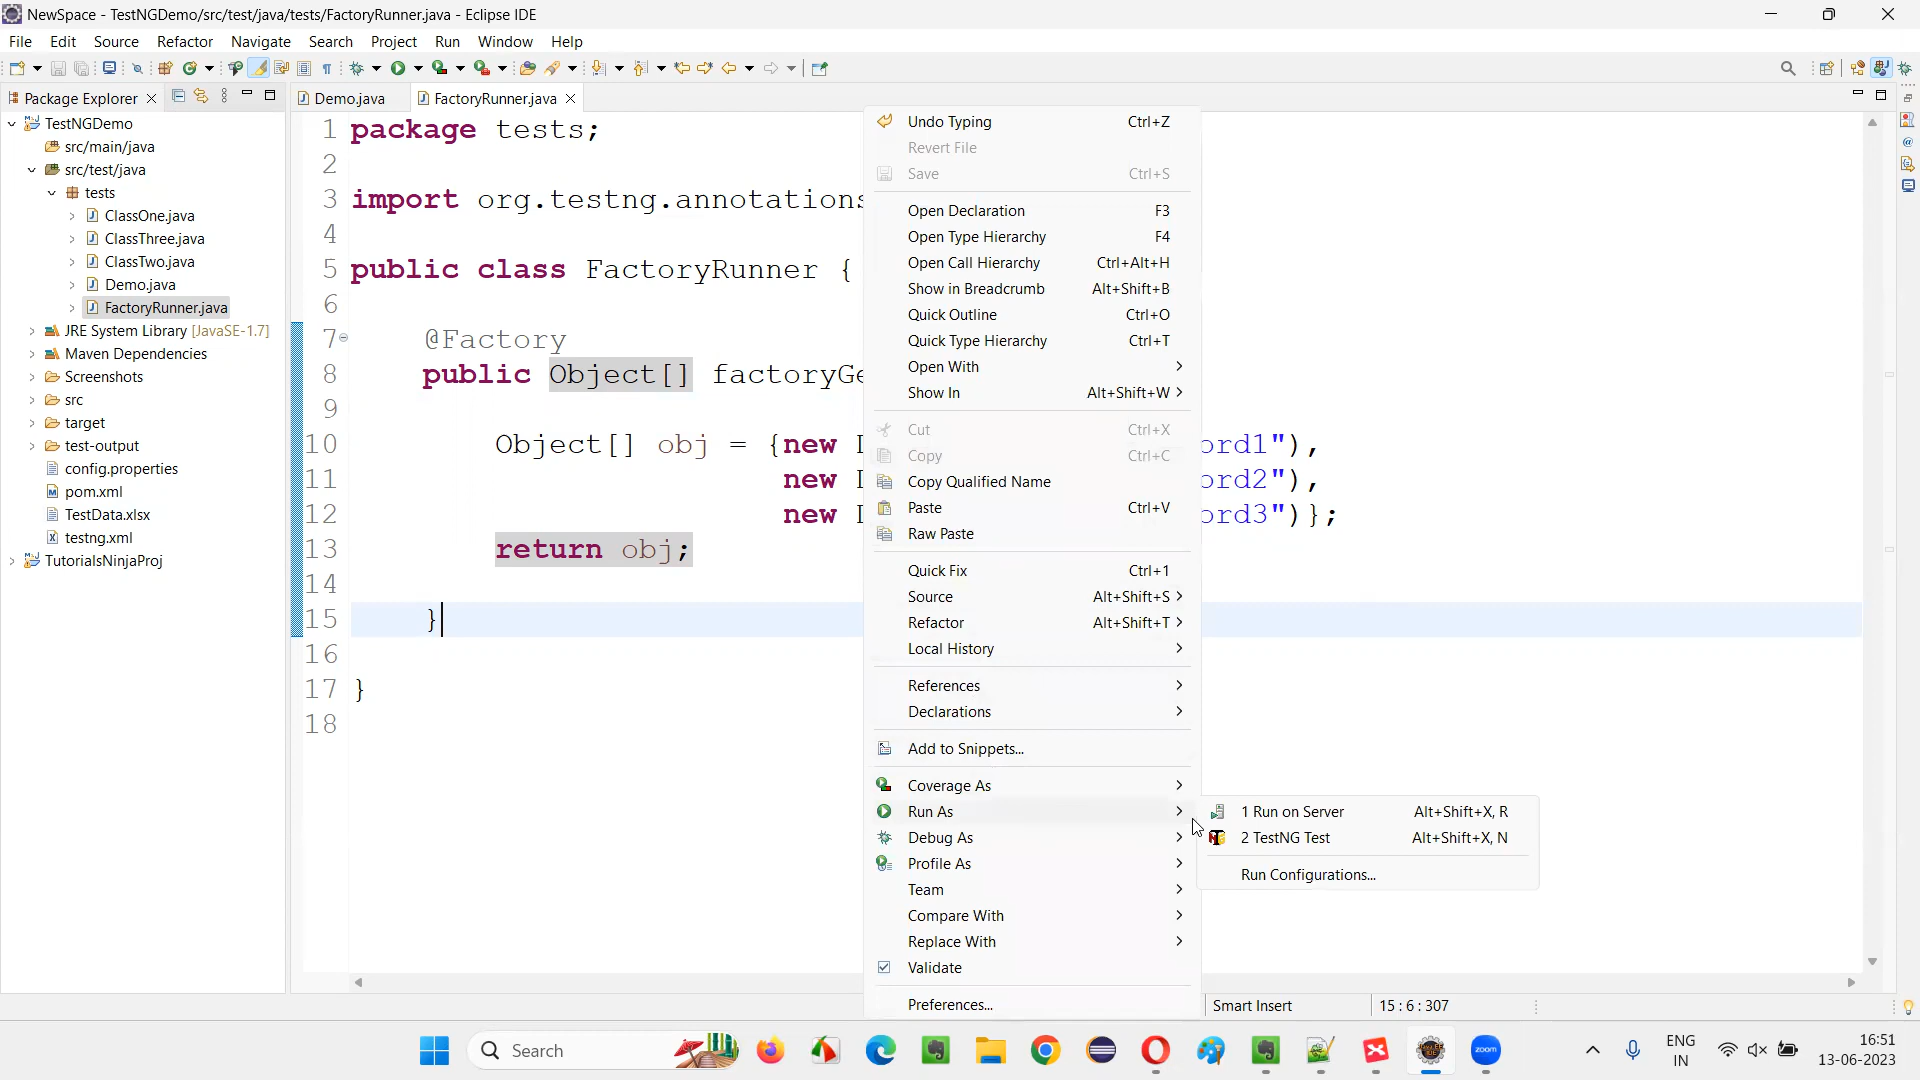 NewSpace - TestNGDemo/src/test/java/tests/FactoryRunner.java - Eclipse IDE
File Edit Source Refactor Navigate Search Project Run Window Help
Package Explorer
TestNGDemo
src/main/java
src/test/java
tests
ClassOne.java
ClassThree.java
ClassTwo.java
Demo.java
FactoryRunner.java
JRE System Library [JavaSE-1.7]
Maven Dependencies
Screenshots
src
target
test-output
config.properties
pom.xml
TestData.xlsx
testng.xml
TutorialsNinjaProj
Demo.java FactoryRunner.java
1 package tests;
2
3 import org.testng.annotations
4
5 public class FactoryRunner {
6
7 @Factory
8 public Object[] factoryGe
9
10 Object[] obj = {new ord1"),
11 new ord2"),
12 new ord3")};
13 return obj;
14
15 }
16
17 }
18
Undo Typing Ctrl+Z
Revert File
Save Ctrl+S
Open Declaration F3
Open Type Hierarchy F4
Open Call Hierarchy Ctrl+Alt+H
Show in Breadcrumb Alt+Shift+B
Quick Outline Ctrl+O
Quick Type Hierarchy Ctrl+T
Open With
Show In Alt+Shift+W
Cut Ctrl+X
Copy Ctrl+C
Copy Qualified Name
Paste Ctrl+V
Raw Paste
Quick Fix Ctrl+1
Source Alt+Shift+S
Refactor Alt+Shift+T
Local History
References
Declarations
Add to Snippets...
Coverage As
Run As
Debug As
Profile As
Team
Compare With
Replace With
Validate
Preferences...
1 Run on Server Alt+Shift+X, R
2 TestNG Test Alt+Shift+X, N
Run Configurations...
Smart Insert 15 : 6 : 307
Search
zoom
ENG
IN
16:51
13-06-2023